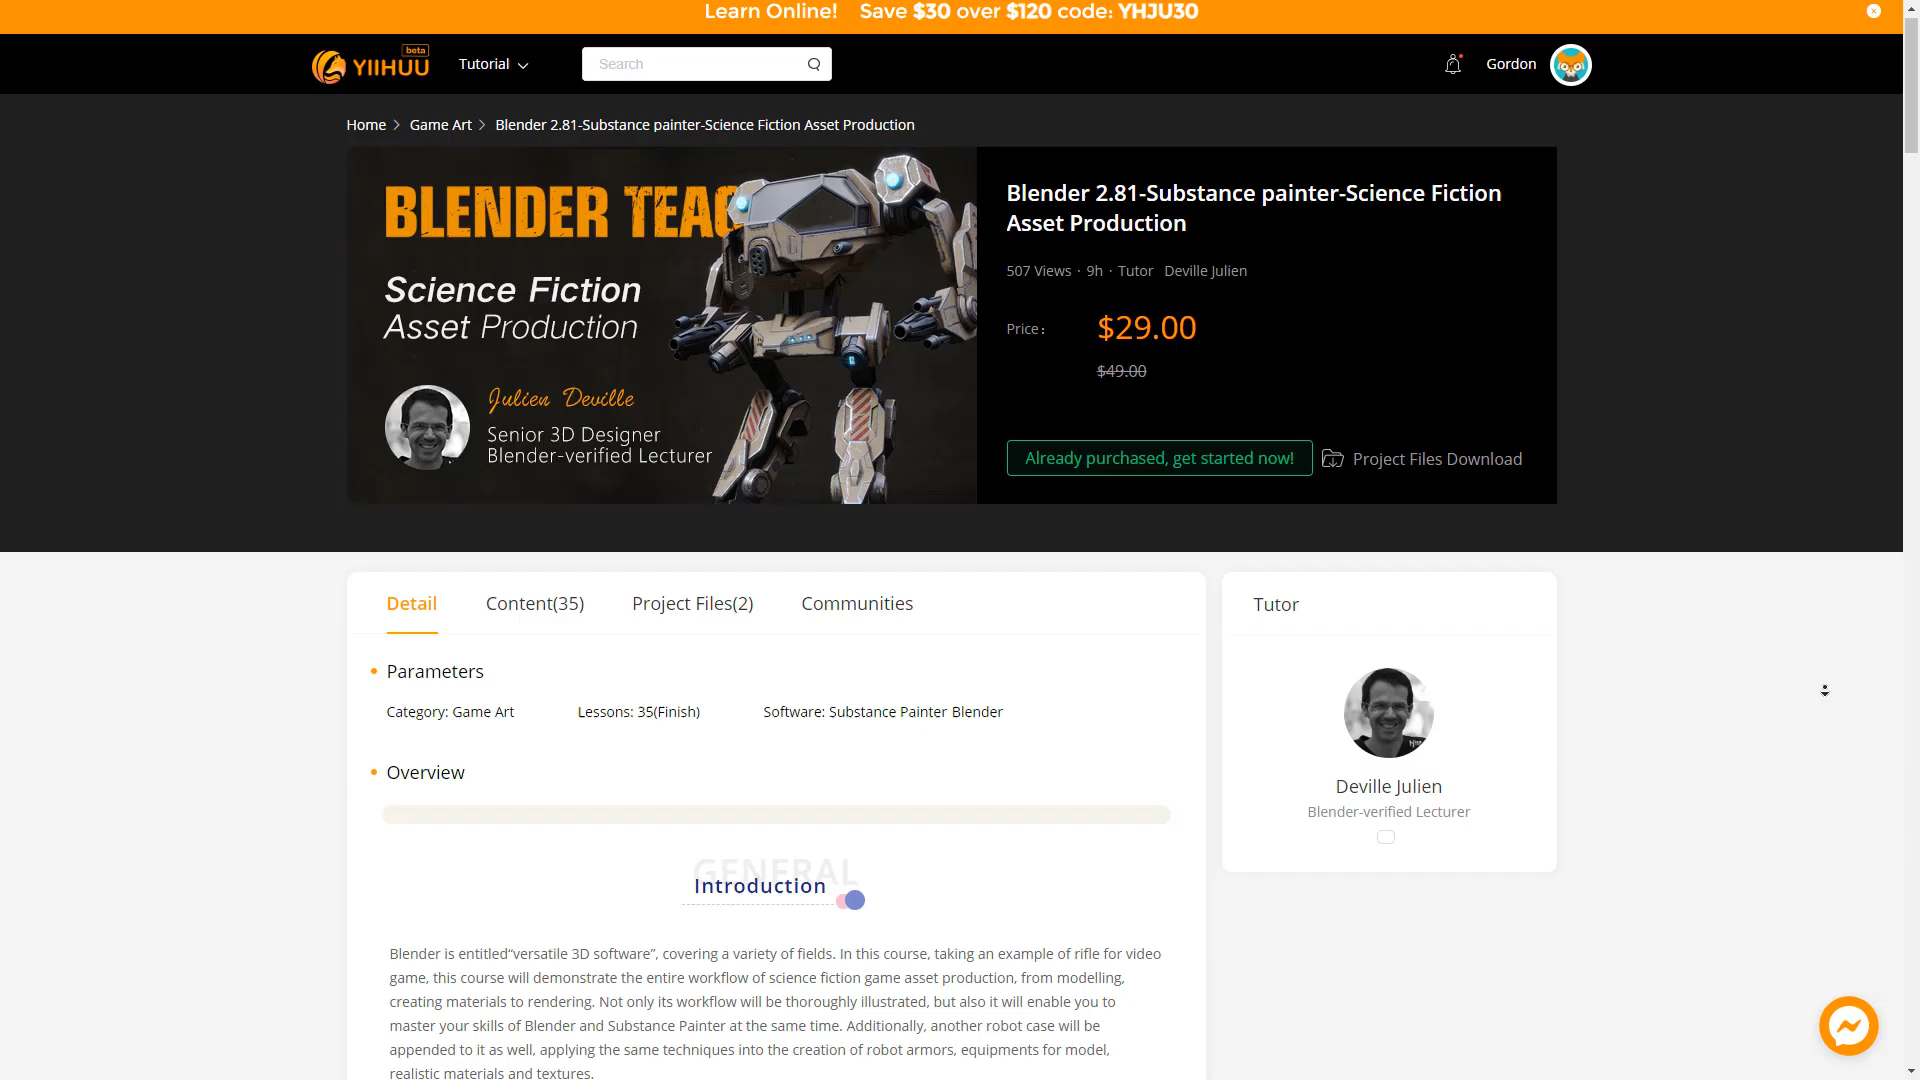 Learn Online! Save $30 over $120 code: YHJU30
YIIHUU beta
Tutorial
Search
Gordon
Home > Game Art > Blender 2.81-Substance painter-Science Fiction Asset Production
BLENDER TEAC
Science Fiction
Asset Production
Julien Deville
Senior 3D Designer
Blender-verified Lecturer
Blender 2.81-Substance painter-Science Fiction
Asset Production
507 Views · 9h · Tutor Deville Julien
Price:
$29.00
$49.00
Already purchased, get started now!
Project Files Download
Detail
Content(35)
Project Files(2)
Communities
Parameters
Category: Game Art
Lessons: 35(Finish)
Software: Substance Painter Blender
Overview
GENERAL
Introduction
Blender is entitled“versatile 3D software”, covering a variety of fields. In this course, taking an example of rifle for video
game, this course will demonstrate the entire workflow of science fiction game asset production, from modelling,
creating materials to rendering. Not only its workflow will be thoroughly illustrated, but also it will enable you to
master your skills of Blender and Substance Painter at the same time. Additionally, another robot case will be
appended to it as well, applying the same techniques into the creation of robot armors, equipments for model,
realistic materials and textures.
Tutor
Deville Julien
Blender-verified Lecturer